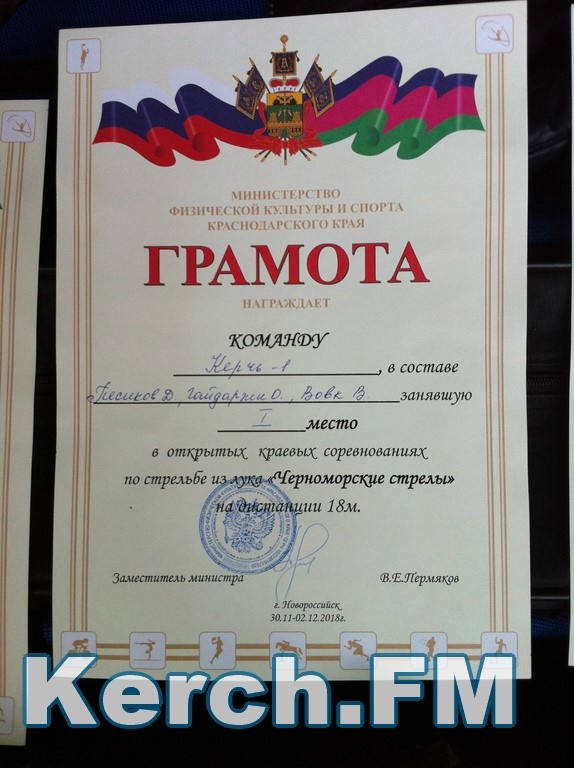 МИНИСТЕРСТВО
ФИЗИЧЕСКОЙ КУЛЬТУРЫ И СПОРТА
КРАСНОДАРСКОГО КРАЯ
ГРАМОТА
НАГРАЖДАЕТ
КОМАНДУ
Керчь-1, в составе
Песиков Д., Гайдаржи О., Вовк В. занявшую
I место
в открытых краевых соревнованиях
по стрельбе из лука «Черноморские стрелы»
на дистанции 18м.
Заместитель министра В.Е.Пермяков
г. Новороссийск
30.11-02.12.2018г.
Kerch.FM